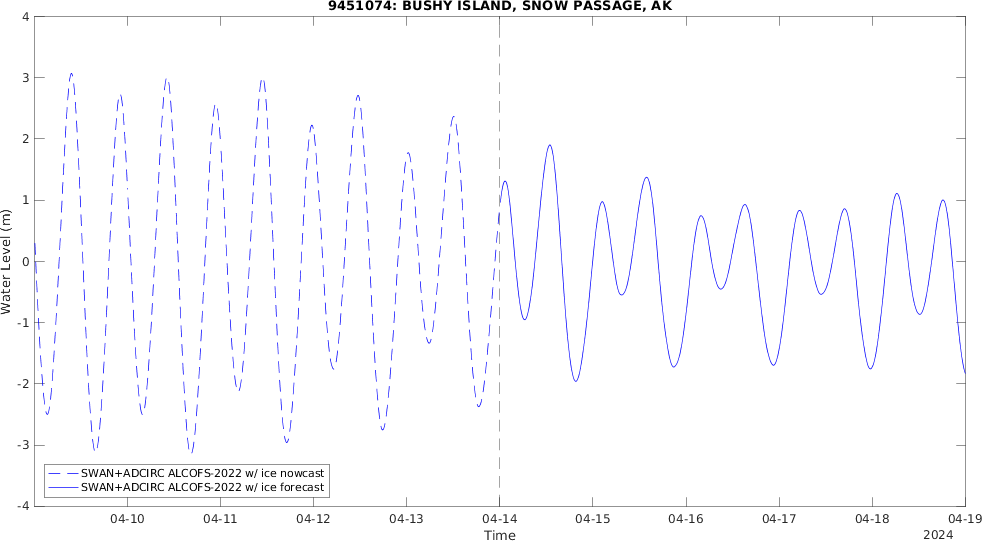 9451074: BUSHY ISLAND, SNOW PASSAGE, AK
4
3
2
1
0
-1
-2
-3
-4
Water Level (m)
SWAN+ADCIRC ALCOFS-2022 w/ ice nowcast
SWAN+ADCIRC ALCOFS-2022 w/ ice forecast
04-10 04-11 04-12 04-13 04-14 04-15 04-16 04-17 04-18 04-19
Time
2024